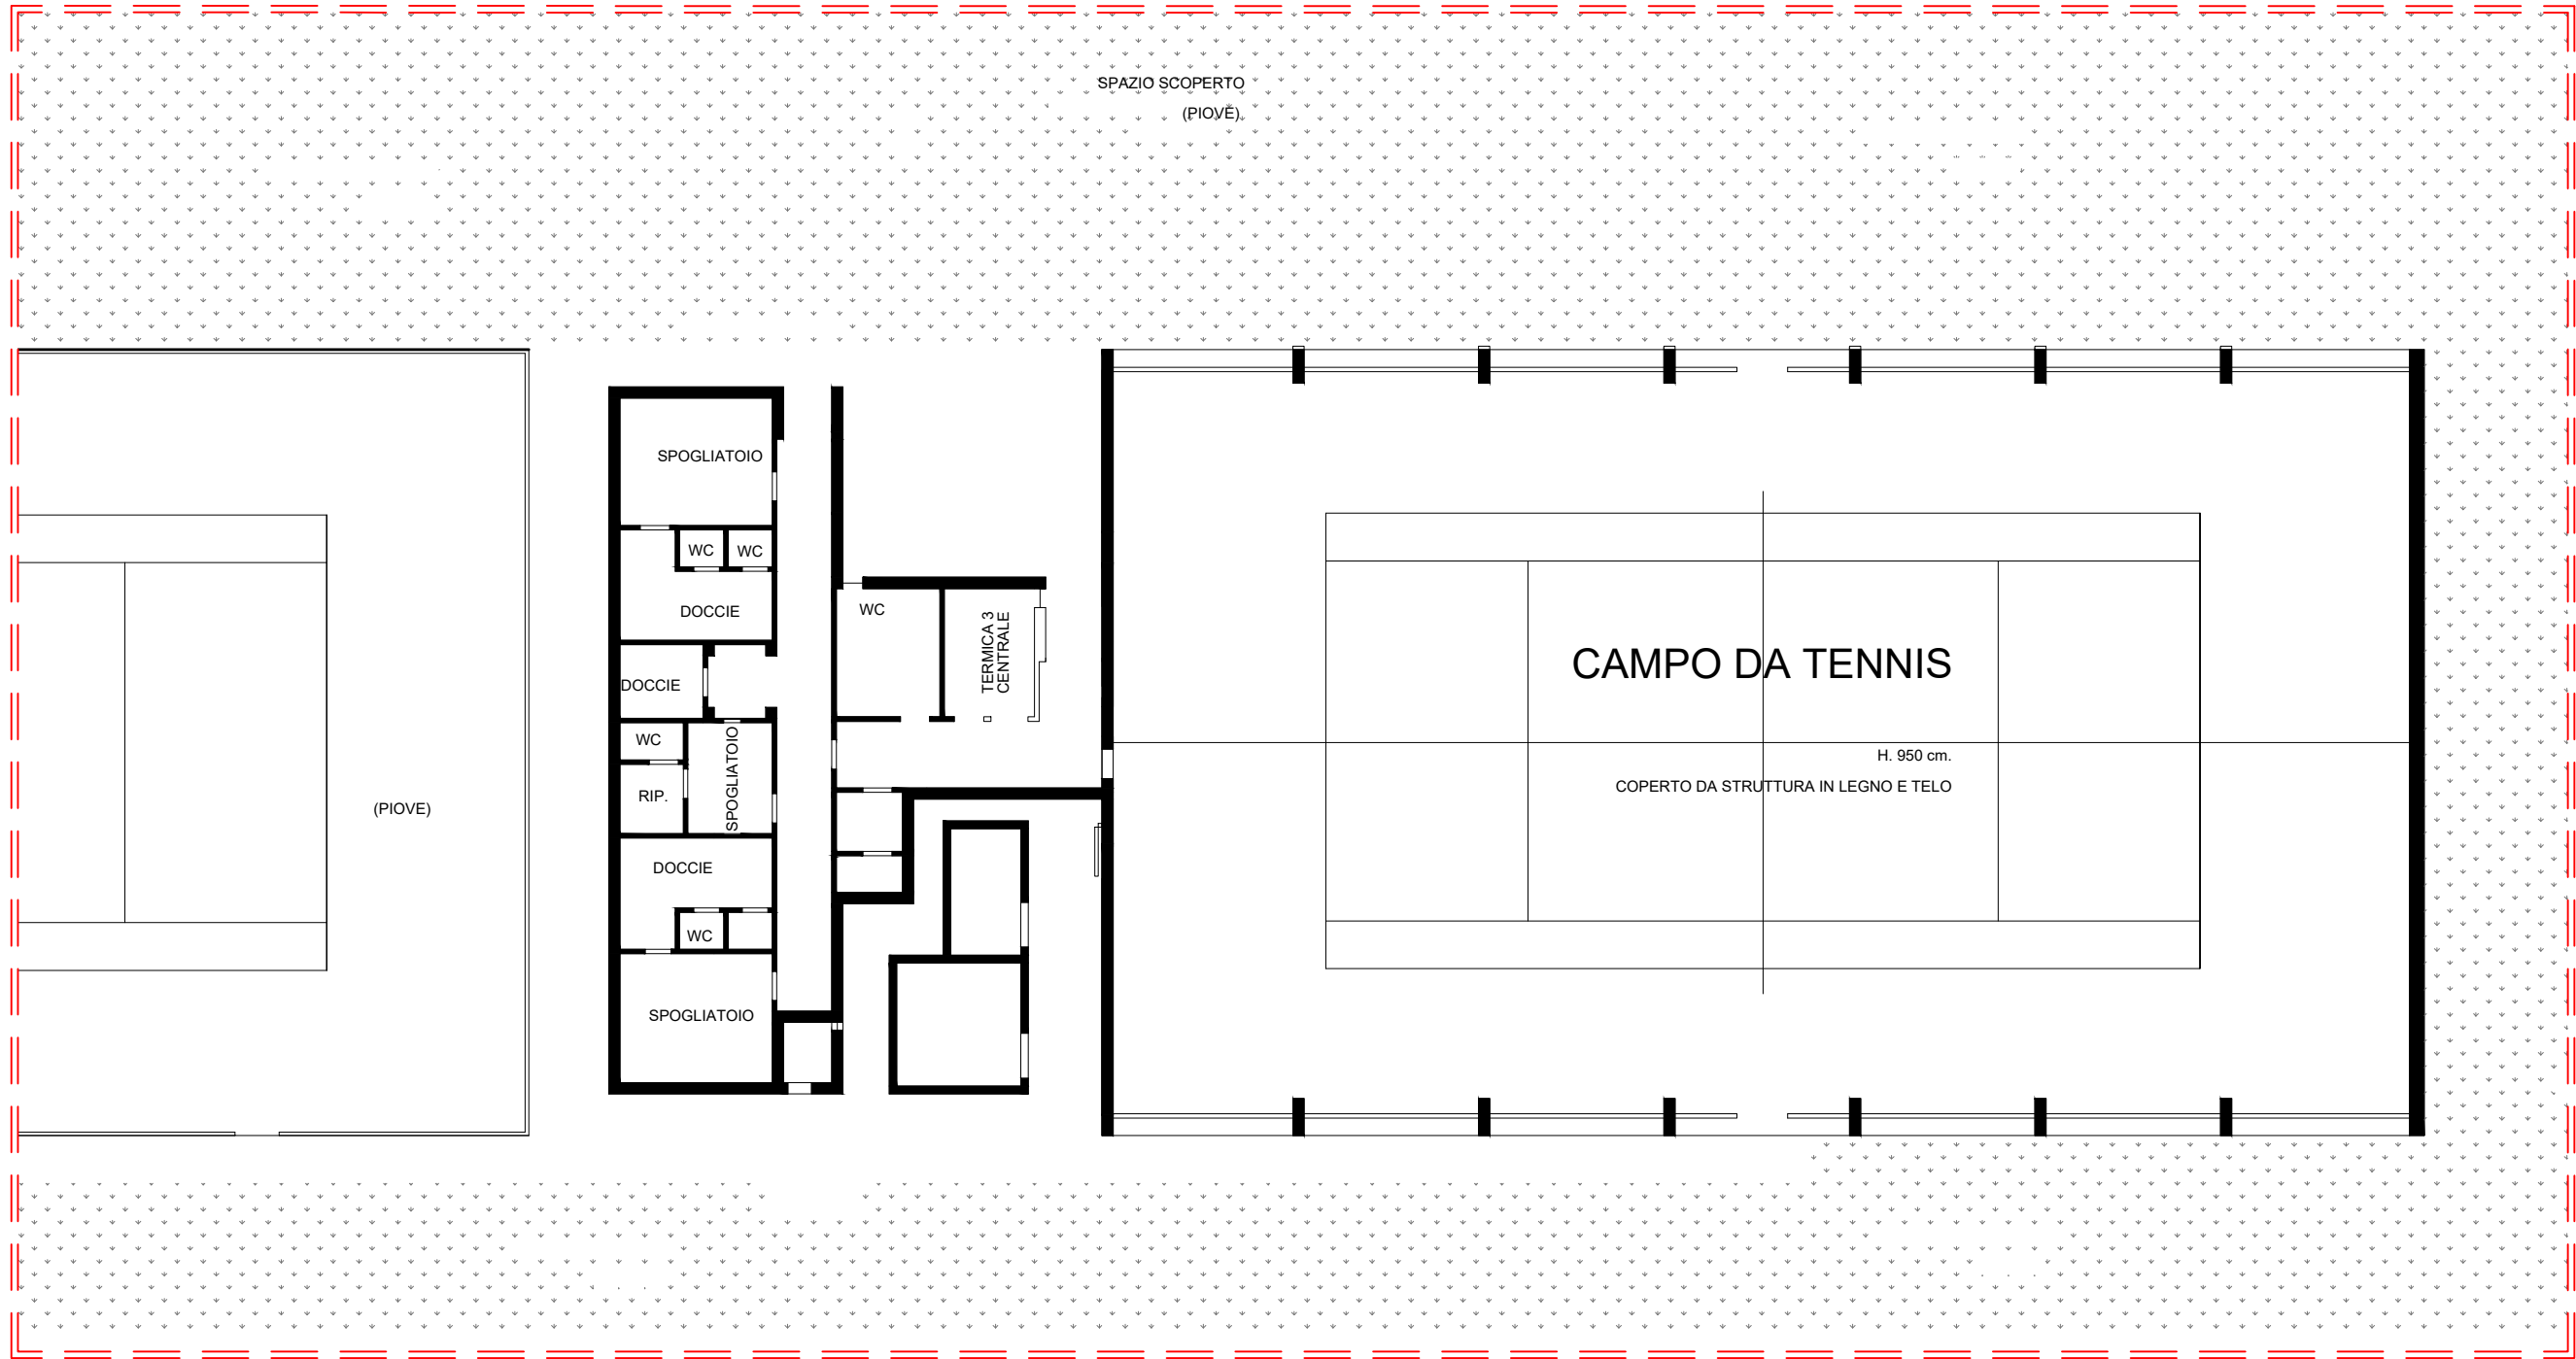 SPAZIO SCOPERTO
(PIOVE)
SPOGLIATOIO
WC
WC
DOCCIE
WC
TERMICA 3
CENTRALE
CAMPO DA TENNIS
DOCCIE
WC
SPOGLIATOIO
H. 950 cm.
COPERTO DA STRUTTURA IN LEGNO E TELO
RIP.
(PIOVE)
DOCCIE
WC
SPOGLIATOIO